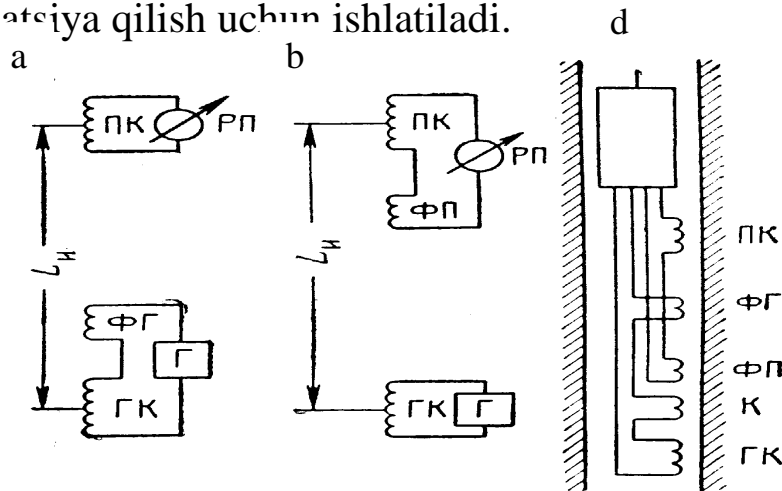 atsiya qilish uchun ishlatiladi.
a b d
ПК РП
ФГ Г
ГК
Lи
ПК РП
ФП
ГК Г
Lи
ПК
ФГ
ФП
К
ГК